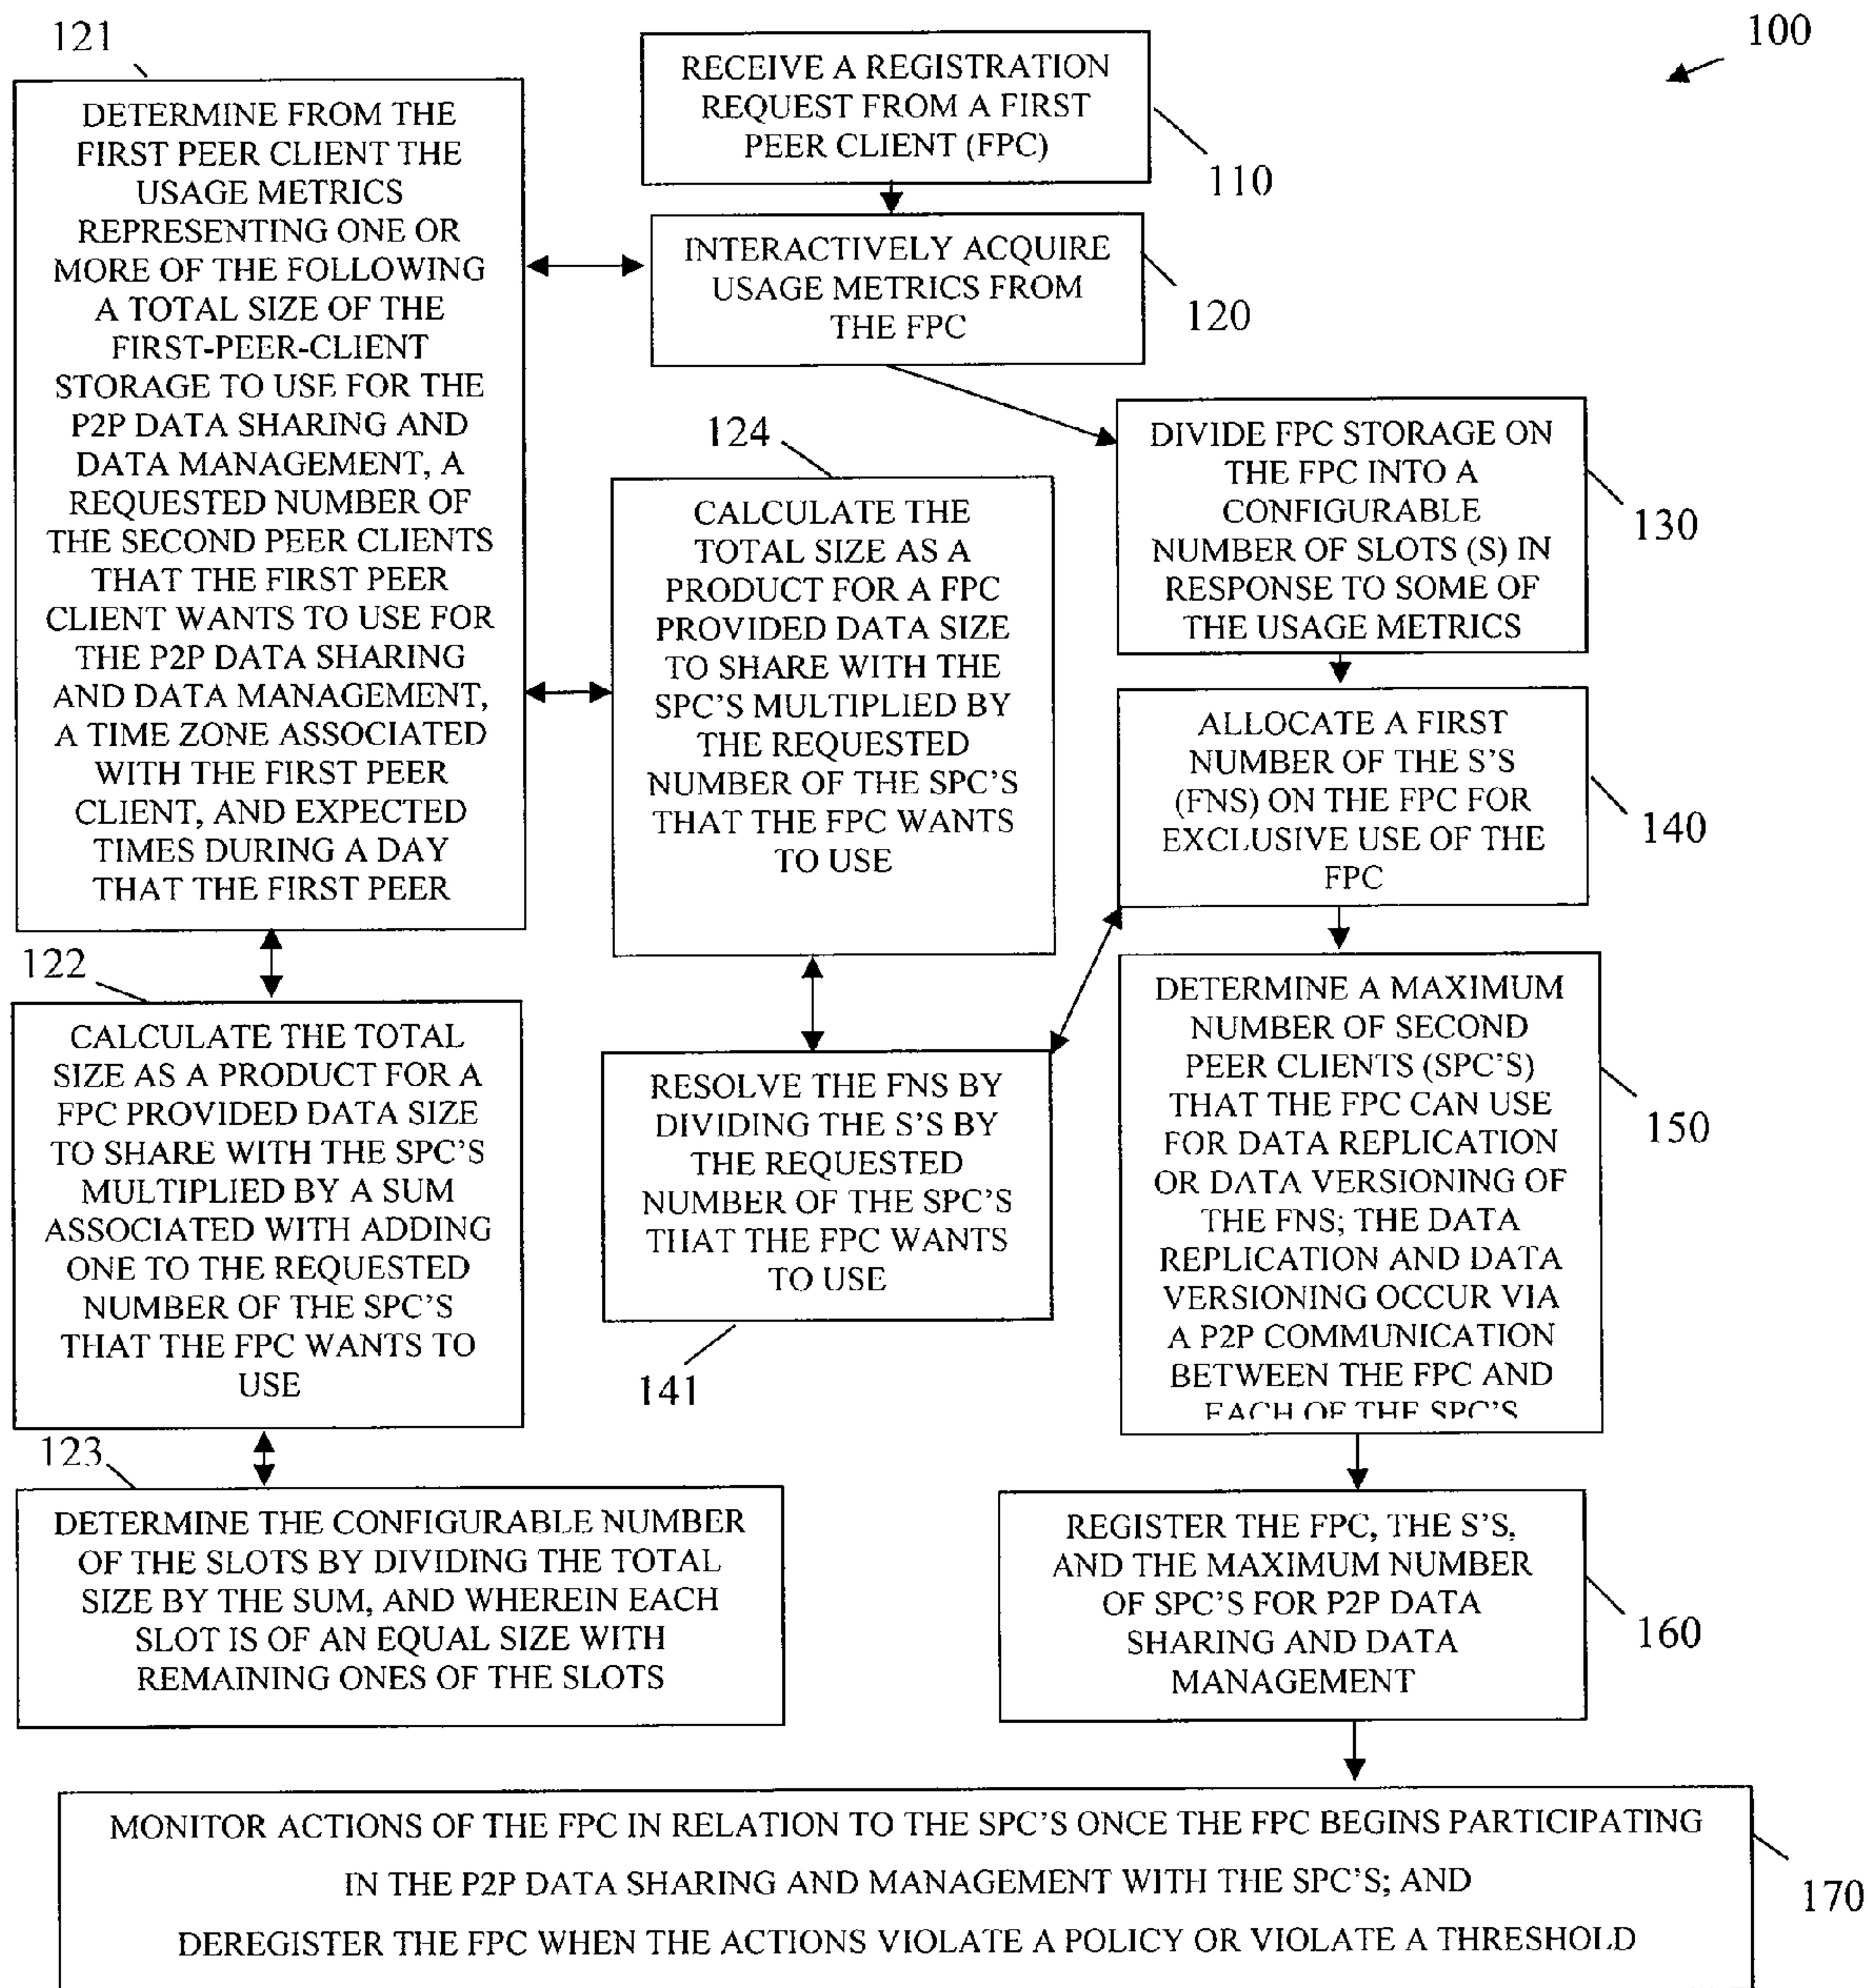 100
RECEIVE A REGISTRATION
REQUEST FROM A FIRST
PEER CLIENT (FPC)
110
121
DETERMINE FROM THE
FIRST PEER CLIENT THE
USAGE METRICS
REPRESENTING ONE OR
MORE OF THE FOLLOWING
A TOTAL SIZE OF THE
FIRST-PEER-CLIENT
STORAGE TO USE FOR THE
P2P DATA SHARING AND
DATA MANAGEMENT, A
REQUESTED NUMBER OF
THE SECOND PEER CLIENTS
THAT THE FIRST PEER
CLIENT WANTS TO USE FOR
THE P2P DATA SHARING
AND DATA MANAGEMENT,
A TIME ZONE ASSOCIATED
WITH THE FIRST PEER
CLIENT, AND EXPECTED
TIMES DURING A DAY
THAT THE FIRST PEER
INTERACTIVELY ACQUIRE
USAGE METRICS FROM
THE FPC
120
124
CALCULATE THE
TOTAL SIZE AS A
PRODUCT FOR A FPC
PROVIDED DATA SIZE
TO SHARE WITH THE
SPC'S MULTIPLIED BY
THE REQUESTED
NUMBER OF THE SPC'S
THAT THE FPC WANTS
TO USE
DIVIDE FPC STORAGE ON
THE FPC INTO A
CONFIGURABLE
NUMBER OF SLOTS (S) IN
RESPONSE TO SOME OF
THE USAGE METRICS
130
ALLOCATE A FIRST
NUMBER OF THE S'S
(FNS) ON THE FPC FOR
EXCLUSIVE USE OF THE
FPC
140
122
CALCULATE THE TOTAL
SIZE AS A PRODUCT FOR A
FPC PROVIDED DATA SIZE
TO SHARE WITH THE SPC'S
MULTIPLIED BY A SUM
ASSOCIATED WITH ADDING
ONE TO THE REQUESTED
NUMBER OF THE SPC'S
THAT THE FPC WANTS TO
USE
RESOLVE THE FNS BY
DIVIDING THE S'S BY
THE REQUESTED
NUMBER OF THE SPC'S
THAT THE FPC WANTS
TO USE
141
DETERMINE A MAXIMUM
NUMBER OF SECOND
PEER CLIENTS (SPC'S)
THAT THE FPC CAN USE
FOR DATA REPLICATION
OR DATA VERSIONING OF
THE FNS; THE DATA
REPLICATION AND DATA
VERSIONING OCCUR VIA
A P2P COMMUNICATION
BETWEEN THE FPC AND
EACH OF THE SPC'S
150
123
DETERMINE THE CONFIGURABLE NUMBER
OF THE SLOTS BY DIVIDING THE TOTAL
SIZE BY THE SUM, AND WHEREIN EACH
SLOT IS OF AN EQUAL SIZE WITH
REMAINING ONES OF THE SLOTS
REGISTER THE FPC, THE S'S,
AND THE MAXIMUM NUMBER
OF SPC'S FOR P2P DATA
SHARING AND DATA
MANAGEMENT
160
MONITOR ACTIONS OF THE FPC IN RELATION TO THE SPC'S ONCE THE FPC BEGINS PARTICIPATING
IN THE P2P DATA SHARING AND MANAGEMENT WITH THE SPC'S; AND
DEREGISTER THE FPC WHEN THE ACTIONS VIOLATE A POLICY OR VIOLATE A THRESHOLD
170